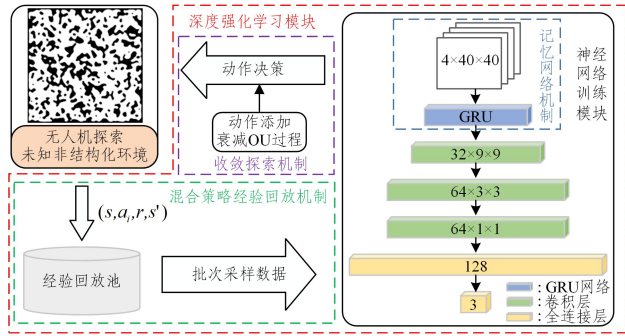 深度强化学习模块
动作决策
动作添加
衰减OU过程
收敛探索机制
无人机探索
未知非结构化环境
混合策略经验回放机制
(s,aᵢ,r,s')
经验回放池
批次采样数据
4×40×40
记忆网络机制
神经网络训练模块
GRU
32×9×9
64×3×3
64×1×1
128
3
: GRU网络
: 卷积层
: 全连接层